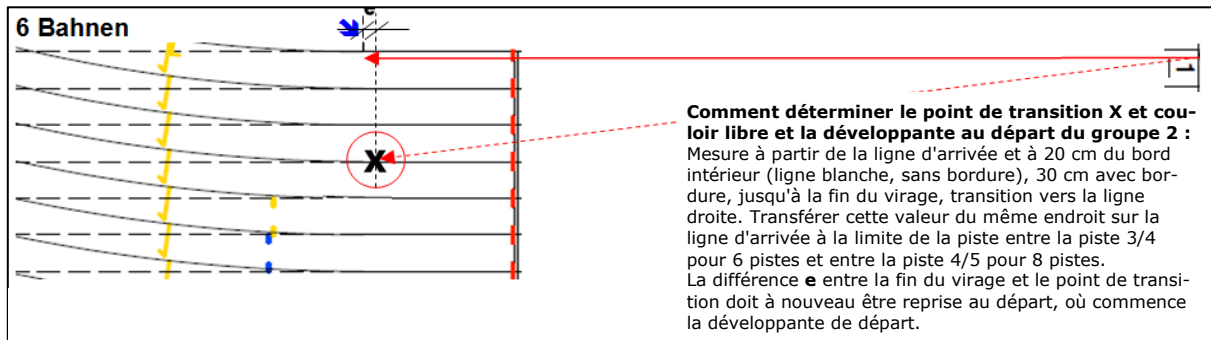 6 Bahnen
e
1
X
Comment déterminer le point de transition X et cou-
loir libre et la développante au départ du groupe 2 :
Mesure à partir de la ligne d'arrivée et à 20 cm du bord
intérieur (ligne blanche, sans bordure), 30 cm avec bor-
dure, jusqu'à la fin du virage, transition vers la ligne
droite. Transférer cette valeur du même endroit sur la
ligne d'arrivée à la limite de la piste entre la piste 3/4
pour 6 pistes et entre la piste 4/5 pour 8 pistes.
La différence e entre la fin du virage et le point de transi-
tion doit à nouveau être reprise au départ, où commence
la développante de départ.